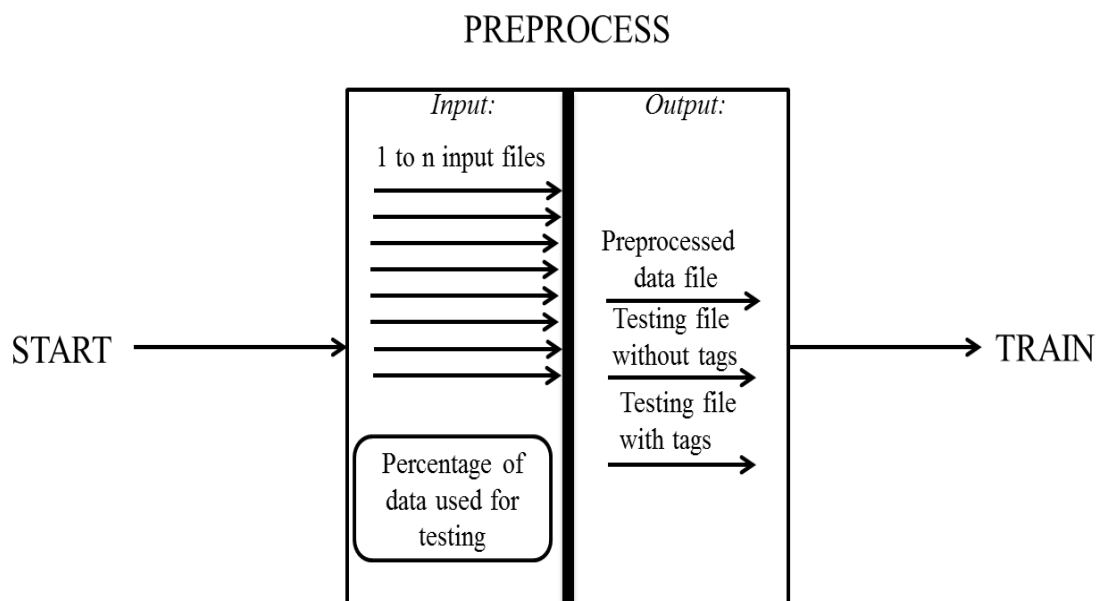 PREPROCESS
Input:
1 to n input files
Percentage of
data used for
testing
Output:
Preprocessed
data file
Testing file
without tags
Testing file
with tags
START
TRAIN